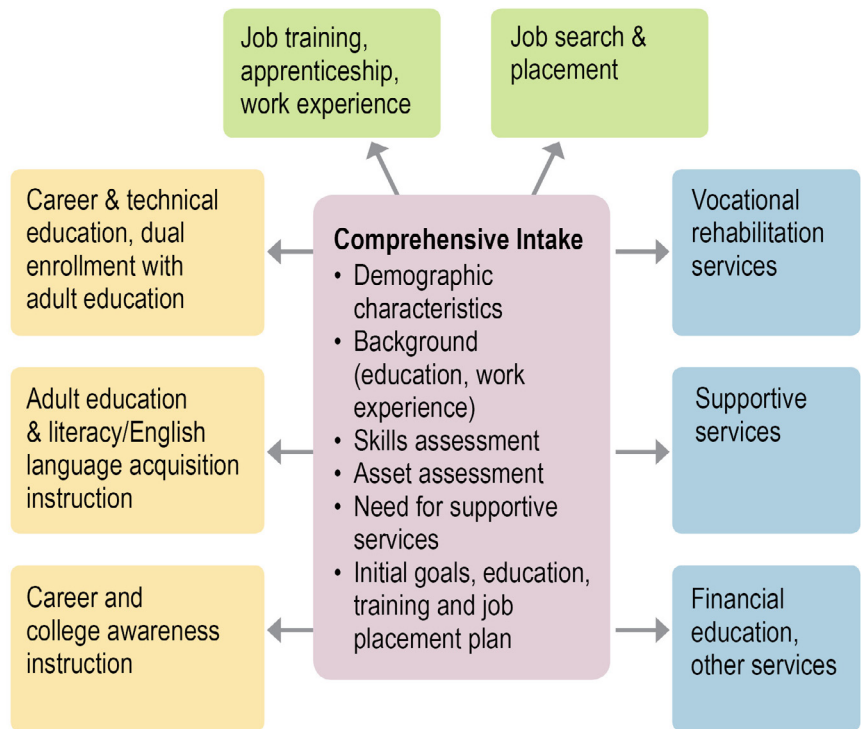 Job training,
apprenticeship,
work experience
Job search &
placement
Career & technical
education, dual
enrollment with
adult education
Adult education
& literacy/English
language acquisition
instruction
Career and
college awareness
instruction
Comprehensive Intake
• Demographic
characteristics
• Background
(education, work
experience)
• Skills assessment
• Asset assessment
• Need for supportive
services
• Initial goals, education,
training and job
placement plan
Vocational
rehabilitation
services
Supportive
services
Financial
education,
other services